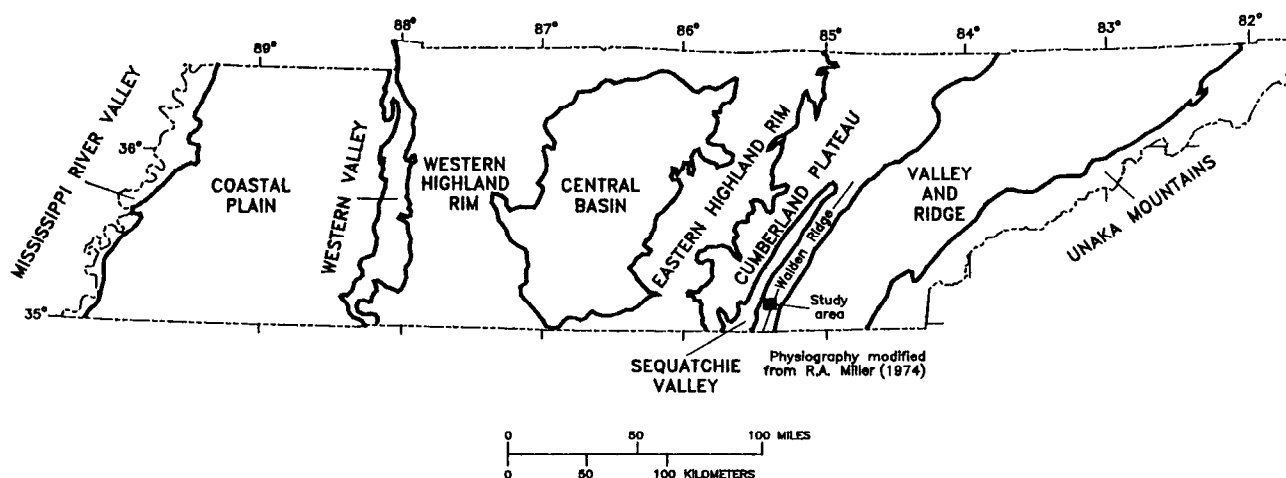 89°
88°
87°
86°
85°
84°
83°
82°
36°
35°
MISSISSIPPI RIVER VALLEY
COASTAL
PLAIN
WESTERN VALLEY
WESTERN
HIGHLAND
RIM
CENTRAL
BASIN
EASTERN HIGHLAND RIM
CUMBERLAND PLATEAU
Walden Ridge
VALLEY
AND
RIDGE
UNAKA MOUNTAINS
Study
area
SEQUATCHIE
VALLEY
Physiography modified
from R.A. Miller (1974)
0 50 100 MILES
0 50 100 KILOMETERS